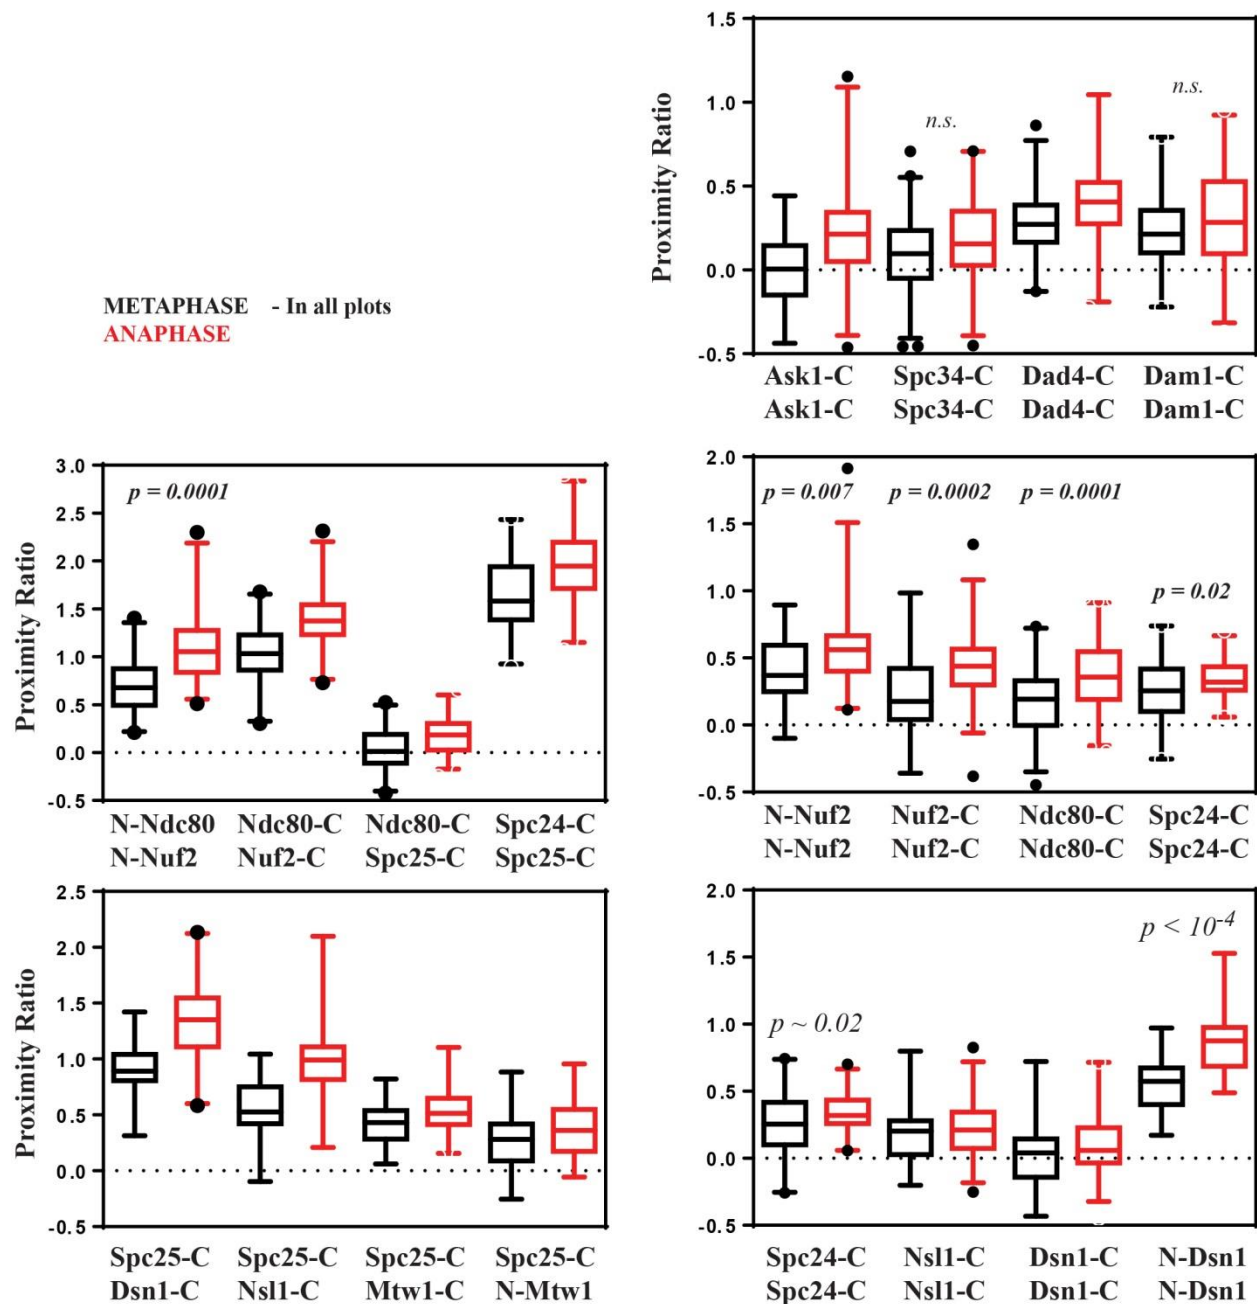 METAPHASE - In all plots
ANAPHASE
Proximity Ratio
1.5
1.0
0.5
0.0
-0.5
n.s.
n.s.
Ask1-C Spc34-C Dad4-C Dam1-C
Ask1-C Spc34-C Dad4-C Dam1-C
Proximity Ratio
3.0
2.5
2.0
1.5
1.0
0.5
0.0
-0.5
p = 0.0001
N-Ndc80 Ndc80-C Ndc80-C Spc24-C
N-Nuf2 Nuf2-C Spc25-C Spc25-C
2.0
1.5
1.0
0.5
0.0
-0.5
p = 0.007 p = 0.0002 p = 0.0001
p = 0.02
N-Nuf2 Nuf2-C Ndc80-C Spc24-C
N-Nuf2 Nuf2-C Ndc80-C Spc24-C
Proximity Ratio
2.5
2.0
1.5
1.0
0.5
0.0
-0.5
Spc25-C Spc25-C Spc25-C Spc25-C
Dsn1-C Nsl1-C Mtw1-C N-Mtw1
2.0
1.5
1.0
0.5
0.0
-0.5
p < 10-4
p ~ 0.02
Spc24-C Nsl1-C Dsn1-C N-Dsn1
Spc24-C Nsl1-C Dsn1-C N-Dsn1